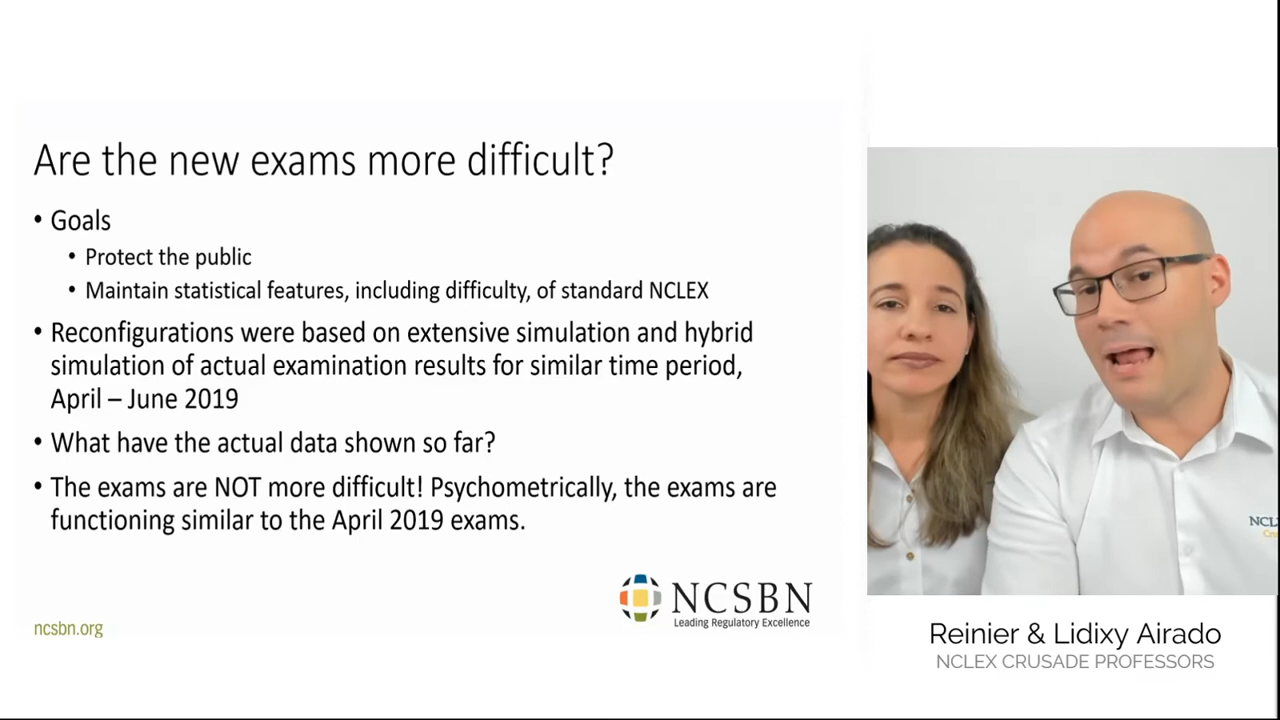 Are the new exams more difficult?
• Goals
• Protect the public
• Maintain statistical features, including difficulty, of standard NCLEX
• Reconfigurations were based on extensive simulation and hybrid
simulation of actual examination results for similar time period,
April – June 2019
• What have the actual data shown so far?
• The exams are NOT more difficult! Psychometrically, the exams are
functioning similar to the April 2019 exams.
NCSBN
Leading Regulatory Excellence
ncsbn.org
Reinier & Lidixy Airado
NCLEX CRUSADE PROFESSORS